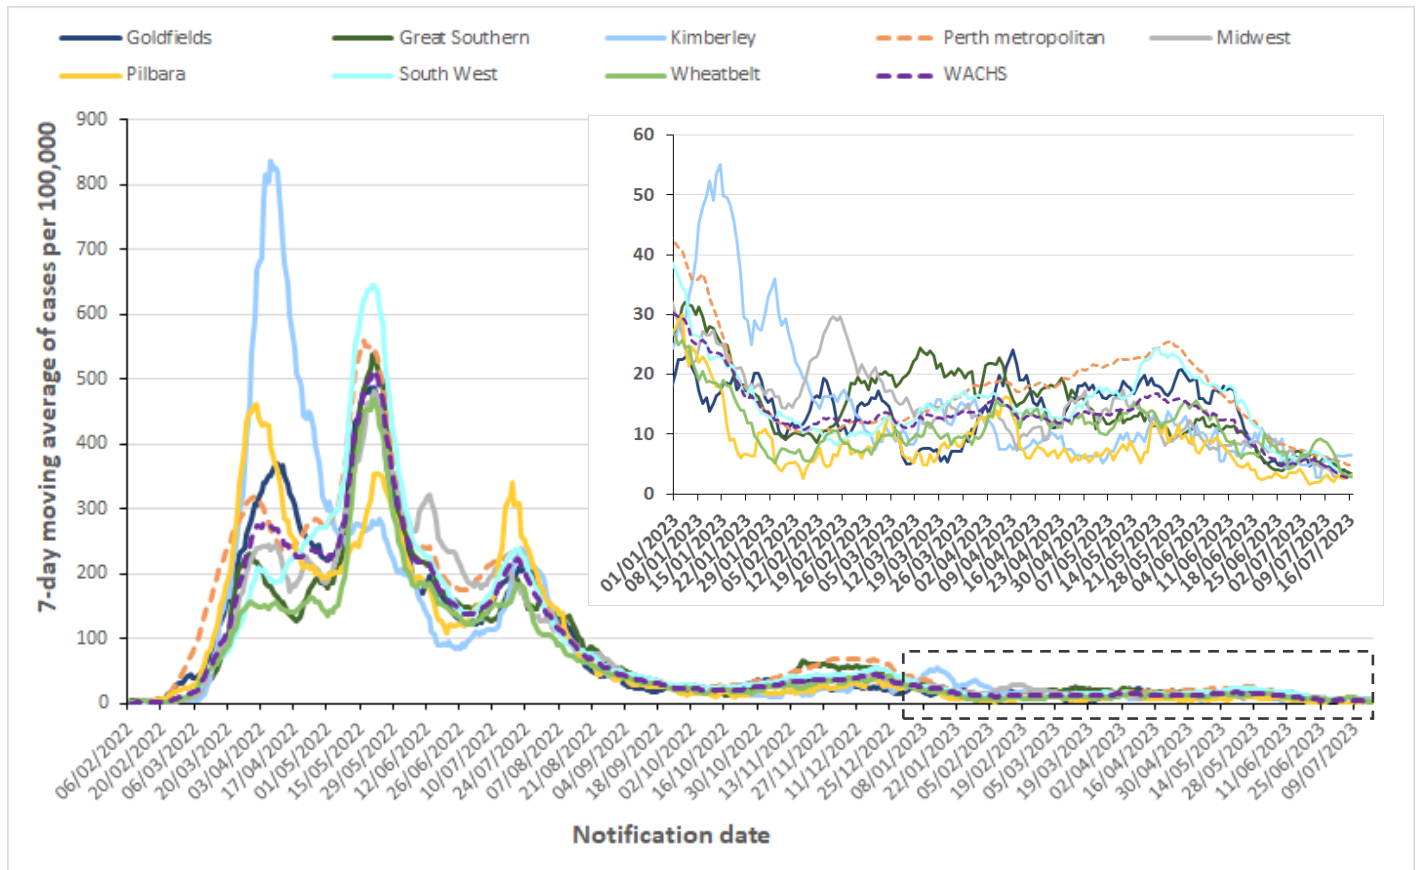 Goldfields Great Southern Kimberley Perth metropolitan Midwest
Pilbara South West Wheatbelt WACHS
7-day moving average of cases per 100,000
900
800
700
600
500
400
300
200
100
0
06/02/2022 20/02/2022 06/03/2022 20/03/2022 03/04/2022 17/04/2022 01/05/2022 15/05/2022 29/05/2022 12/06/2022 26/06/2022 10/07/2022 24/07/2022 07/08/2022 21/08/2022 04/09/2022 18/09/2022 02/10/2022 16/10/2022 30/10/2022 13/11/2022 27/11/2022 11/12/2022 25/12/2022 08/01/2023 22/01/2023 05/02/2023 19/02/2023 05/03/2023 19/03/2023 02/04/2023 16/04/2023 30/04/2023 14/05/2023 28/05/2023 11/06/2023 25/06/2023 09/07/2023
Notification date
60
50
40
30
20
10
0
01/01/2023 08/01/2023 15/01/2023 22/01/2023 29/01/2023 05/02/2023 12/02/2023 19/02/2023 26/02/2023 05/03/2023 12/03/2023 19/03/2023 26/03/2023 02/04/2023 09/04/2023 16/04/2023 23/04/2023 30/04/2023 07/05/2023 14/05/2023 21/05/2023 28/05/2023 04/06/2023 11/06/2023 18/06/2023 25/06/2023 02/07/2023 09/07/2023 16/07/2023